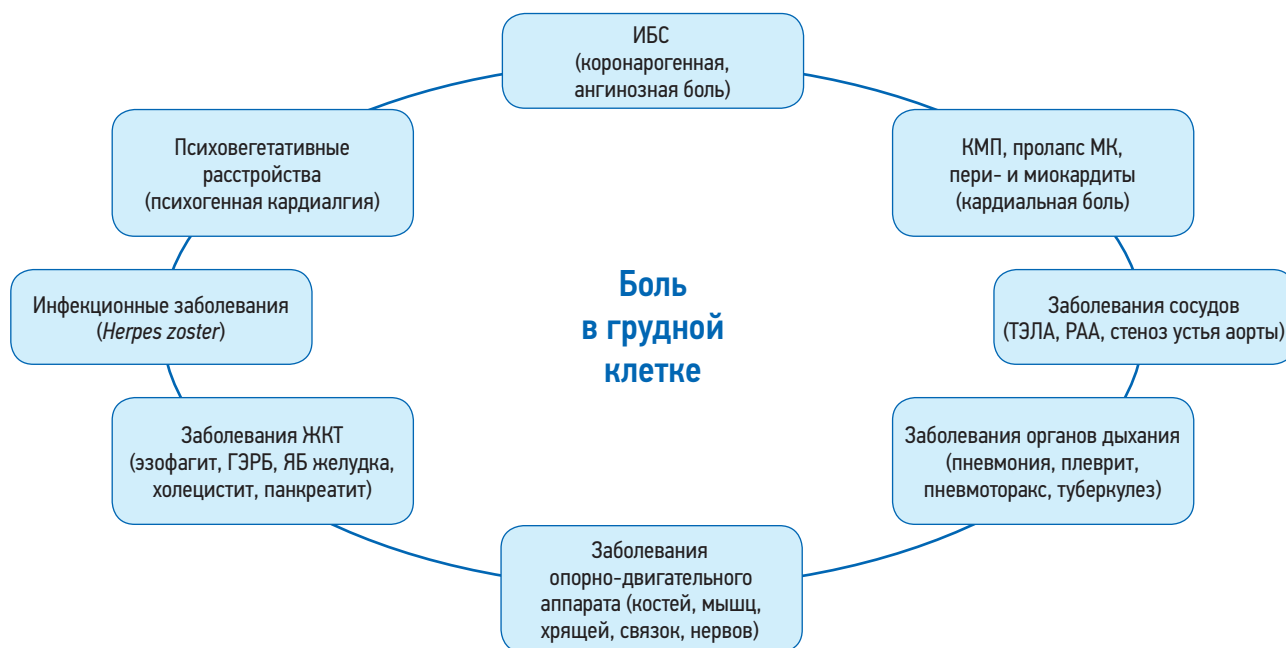 ИБС
(коронарогенная,
ангинозная боль)
Психовегетативные
расстройства
(психогенная кардиалгия)
КМП, пролапс МК,
пери- и миокардиты
(кардиальная боль)
Инфекционные заболевания
(Herpes zoster)
Боль
в грудной
клетке
Заболевания сосудов
(ТЭЛА, РАА, стеноз устья аорты)
Заболевания ЖКТ
(эзофагит, ГЭРБ, ЯБ желудка,
холецистит, панкреатит)
Заболевания органов дыхания
(пневмония, плеврит,
пневмоторакс, туберкулез)
Заболевания
опорно-двигательного
аппарата (костей, мышц,
хрящей, связок, нервов)